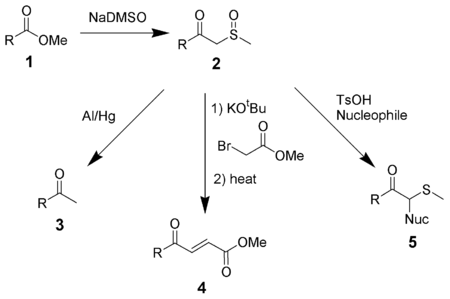 O
R
OMe
1
NaDMSO
O
O
R
S
2
Al/Hg
1) KOᵗBu
O
Br
OMe
2) heat
TsOH
Nucleophile
O
R
3
O
OMe
R
O
4
O
S
R
Nuc
5